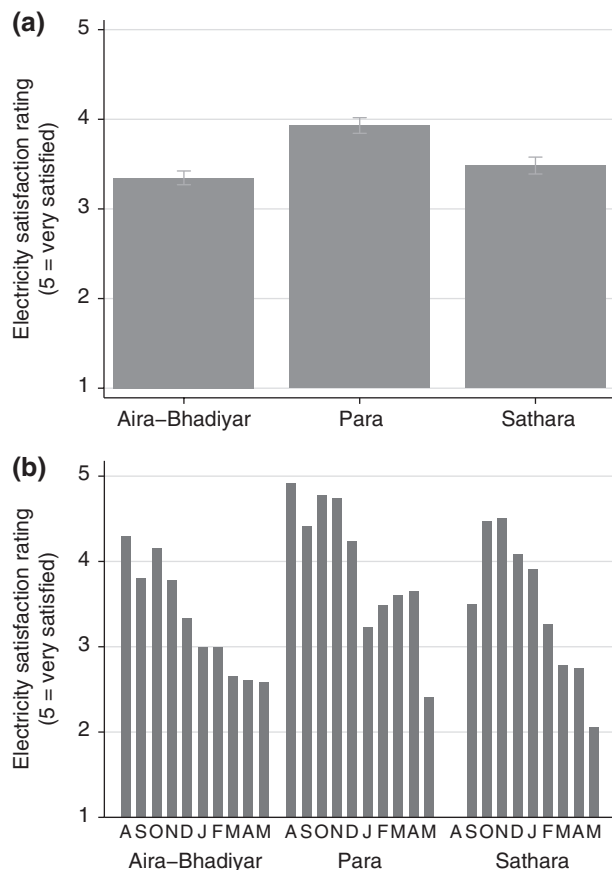 (a)
Electricity satisfaction rating
(5 = very satisfied)
5
4
3
2
1
Aira–Bhadiyar Para Sathara
(b)
Electricity satisfaction rating
(5 = very satisfied)
5
4
3
2
1
A S O N D J F M A M A S O N D J F M A M A S O N D J F M A M
Aira–Bhadiyar Para Sathara